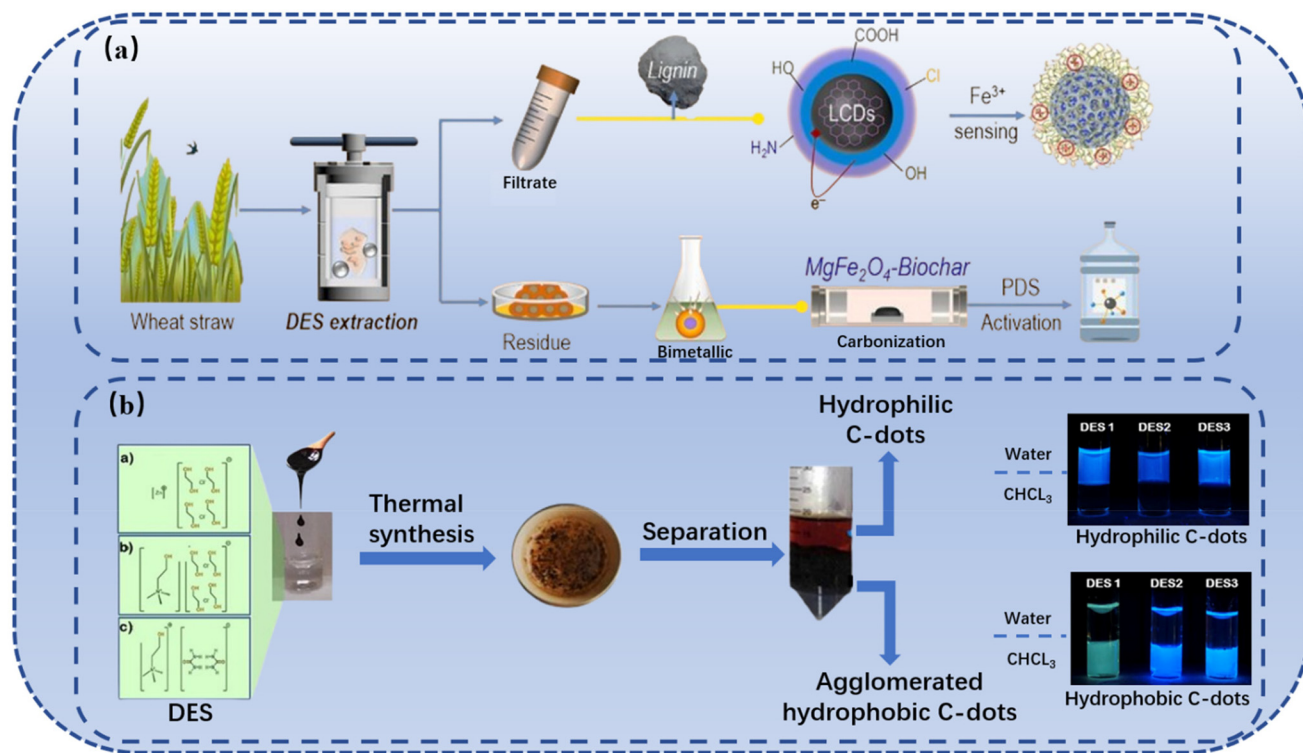 (a)
Lignin
COOH
HO
Cl
LCDs
H₂N
OH
e⁻
Fe³⁺
sensing
Filtrate
Wheat straw
DES extraction
Residue
Bimetallic
MgFe₂O₄-Biochar
Carbonization
PDS
Activation
(b)
a)
b)
c)
DES
Thermal
synthesis
Separation
Hydrophilic
C-dots
Agglomerated
hydrophobic C-dots
DES 1 DES2 DES3
Water
CHCL₃
Hydrophilic C-dots
DES 1 DES2 DES3
Water
CHCL₃
Hydrophobic C-dots